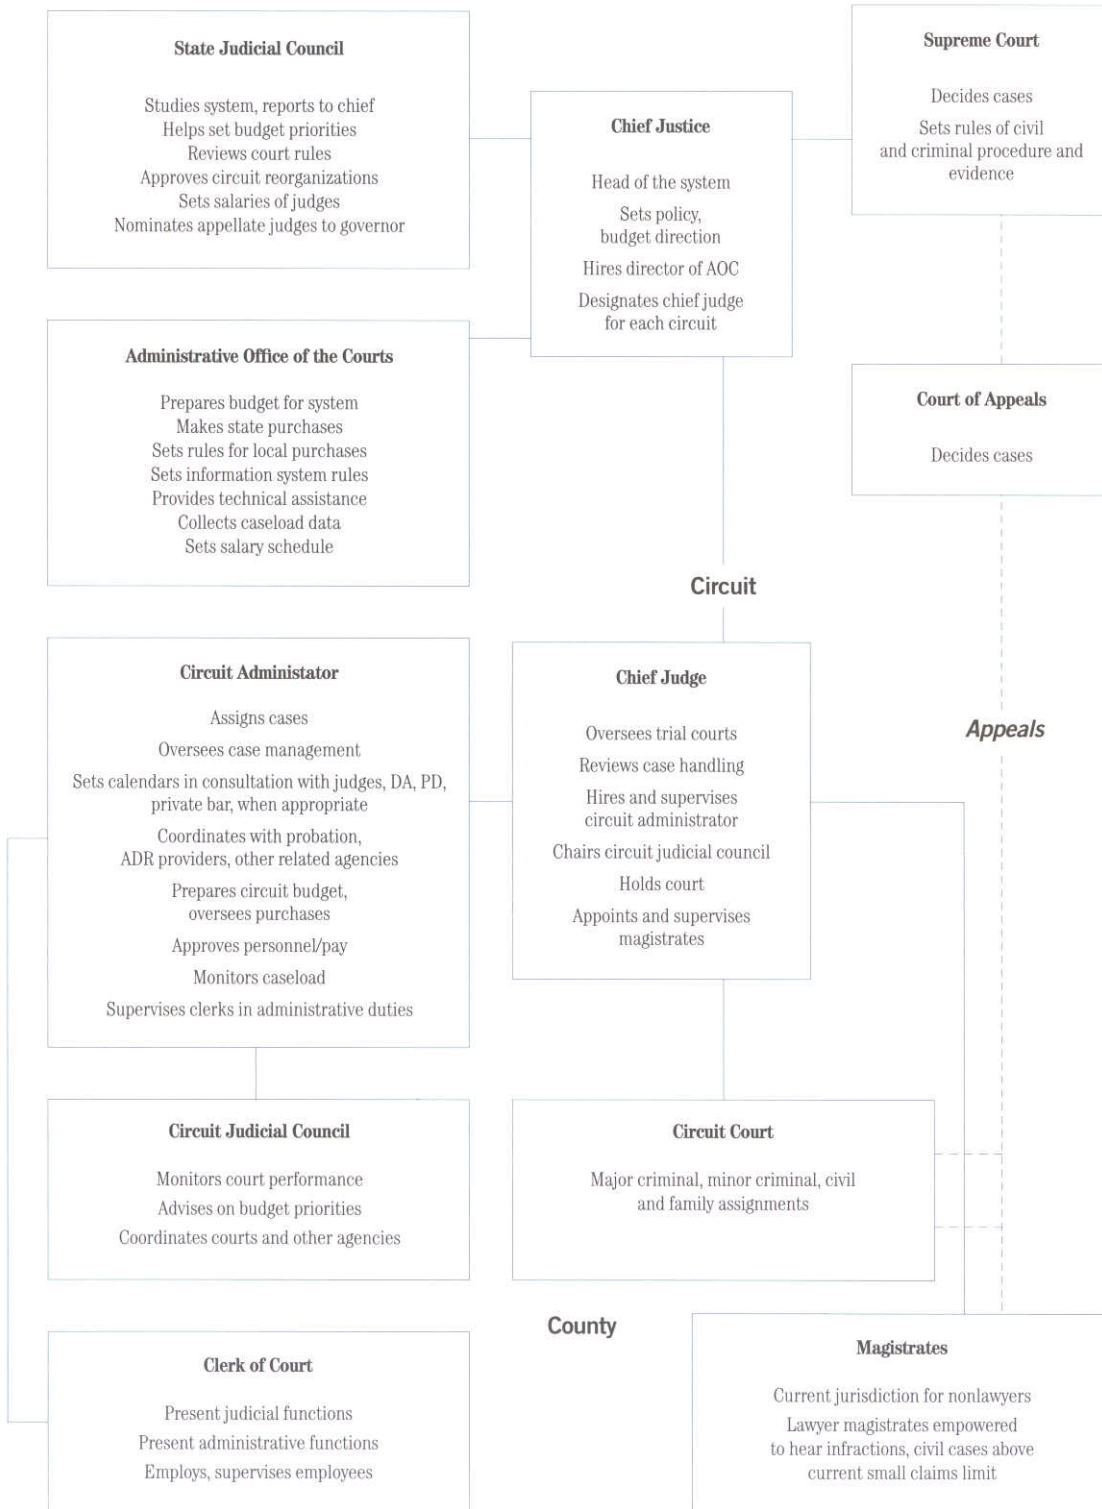 State Judicial Council
Studies system, reports to chief
Helps set budget priorities
Reviews court rules
Approves circuit reorganizations
Sets salaries of judges
Nominates appellate judges to governor
Chief Justice
Head of the system
Sets policy,
budget direction
Hires director of AOC
Designates chief judge
for each circuit
Supreme Court
Decides cases
Sets rules of civil
and criminal procedure and
evidence
Administrative Office of the Courts
Prepares budget for system
Makes state purchases
Sets rules for local purchases
Sets information system rules
Provides technical assistance
Collects caseload data
Sets salary schedule
Court of Appeals
Decides cases
Circuit
Circuit Administator
Assigns cases
Oversees case management
Sets calendars in consultation with judges, DA, PD,
private bar, when appropriate
Coordinates with probation,
ADR providers, other related agencies
Prepares circuit budget,
oversees purchases
Approves personnel/pay
Monitors caseload
Supervises clerks in administrative duties
Chief Judge
Oversees trial courts
Reviews case handling
Hires and supervises
circuit administrator
Chairs circuit judicial council
Holds court
Appoints and supervises
magistrates
Appeals
Circuit Judicial Council
Monitors court performance
Advises on budget priorities
Coordinates courts and other agencies
Circuit Court
Major criminal, minor criminal, civil
and family assignments
County
Clerk of Court
Present judicial functions
Present administrative functions
Employs, supervises employees
Magistrates
Current jurisdiction for nonlawyers
Lawyer magistrates empowered
to hear infractions, civil cases above
current small claims limit